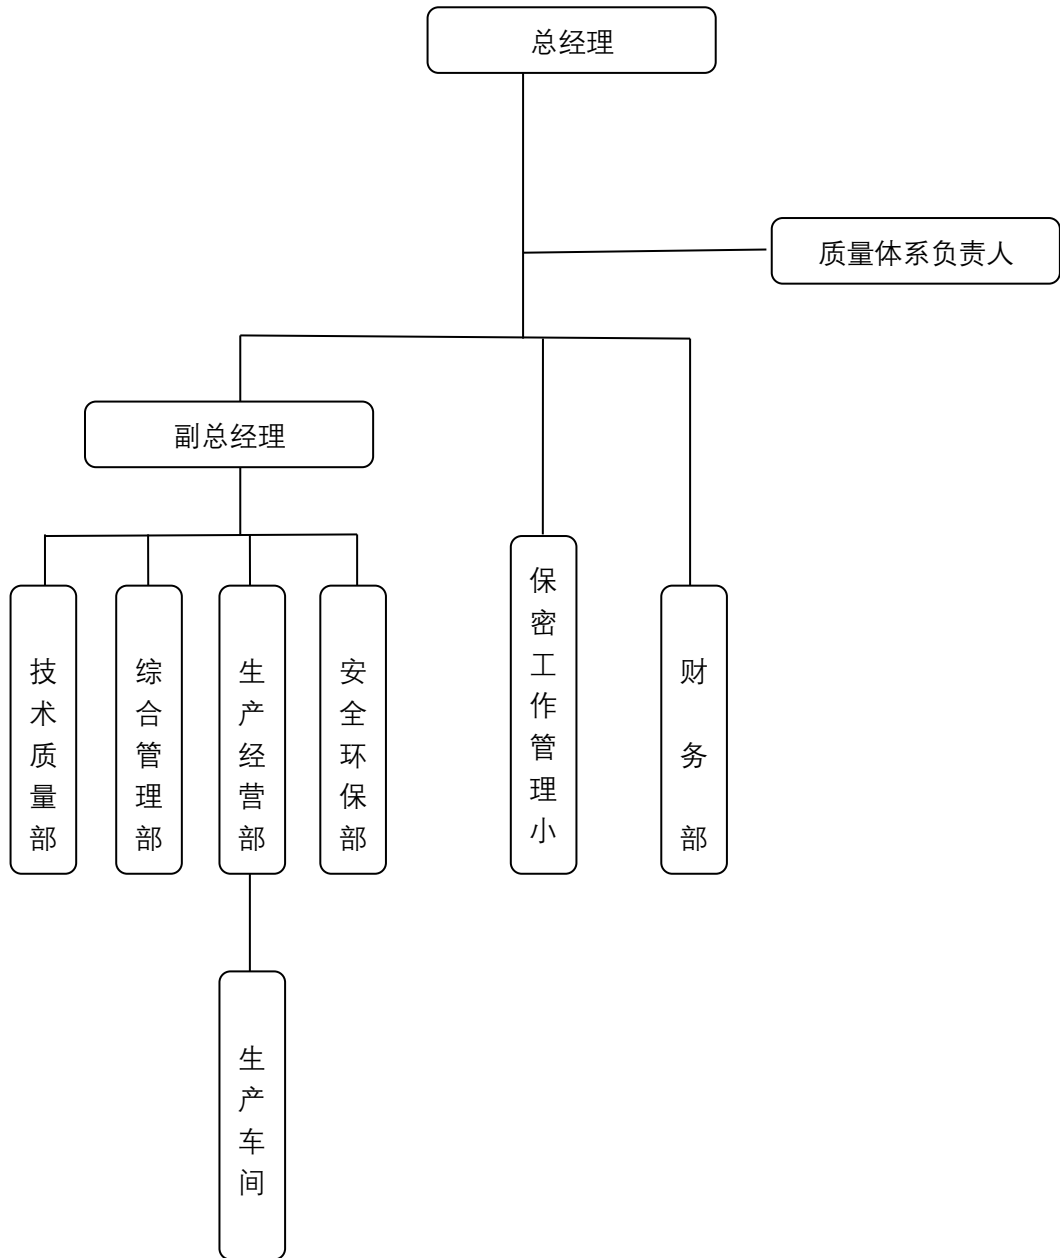 总经理
质量体系负责人
副总经理
技术质量部
综合管理部
生产经营部
安全环保部
保密工作管理小
财务部
生产车间